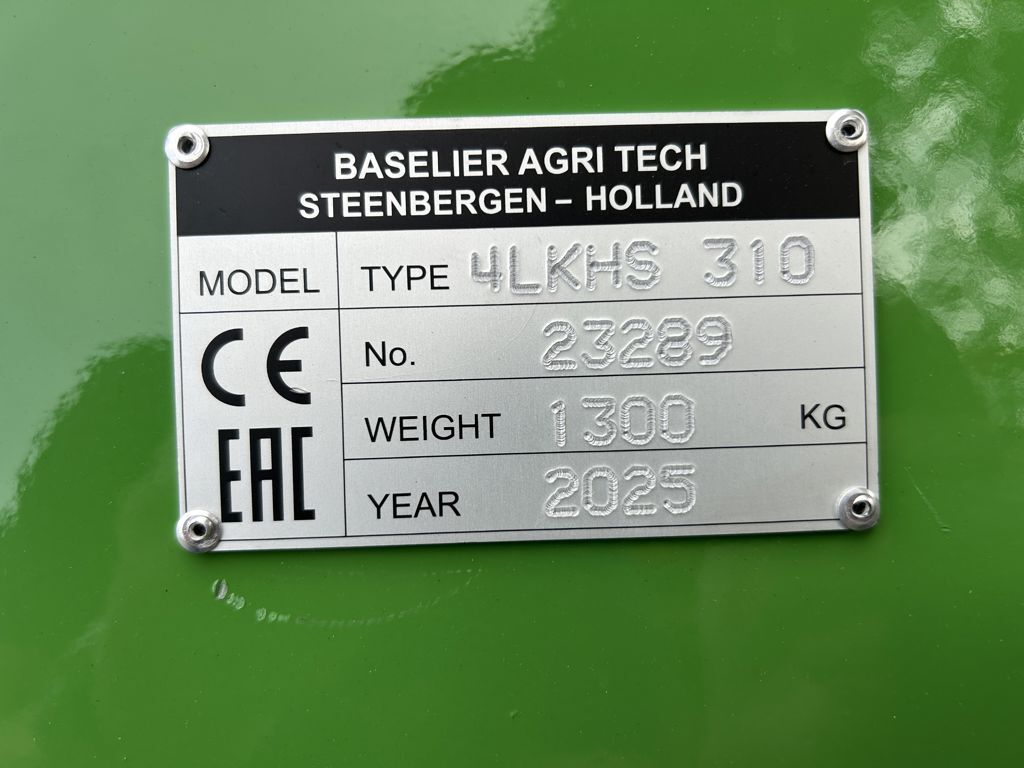 BASELIER AGRI TECH
STEENBERGEN – HOLLAND
MODEL TYPE 4LKHS 310
CE
No. 23289
EAC
WEIGHT 1300 KG
YEAR 2025